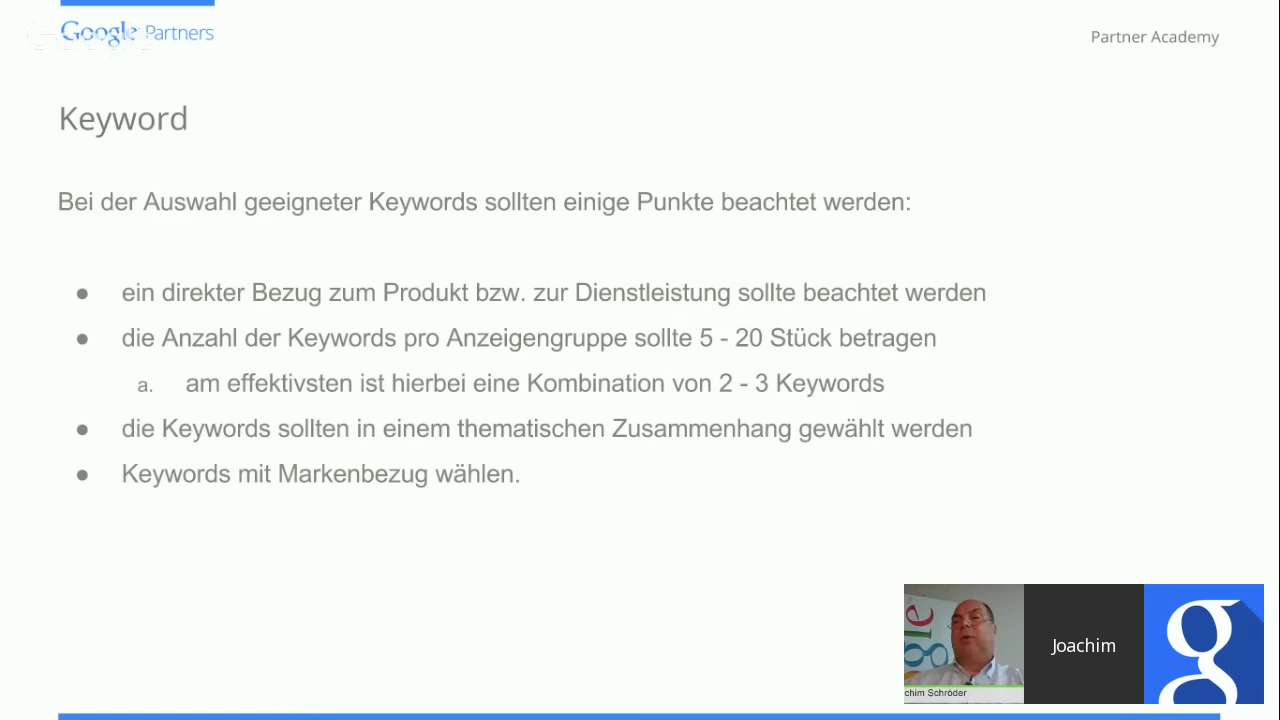 Google Partners
Partner Academy
Keyword
Bei der Auswahl geeigneter Keywords sollten einige Punkte beachtet werden:
● ein direkter Bezug zum Produkt bzw. zur Dienstleistung sollte beachtet werden
● die Anzahl der Keywords pro Anzeigengruppe sollte 5 - 20 Stück betragen
a. am effektivsten ist hierbei eine Kombination von 2 - 3 Keywords
● die Keywords sollten in einem thematischen Zusammenhang gewählt werden
● Keywords mit Markenbezug wählen.
gle
Joachim
g
chim Schröder